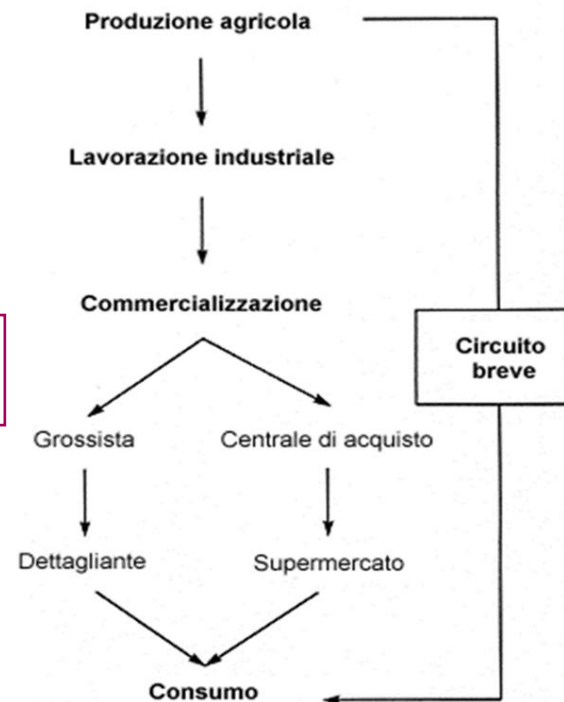 Produzione agricola
Lavorazione industriale
Commercializzazione
Circuito
breve
Grossista
Centrale di acquisto
Dettagliante
Supermercato
Consumo